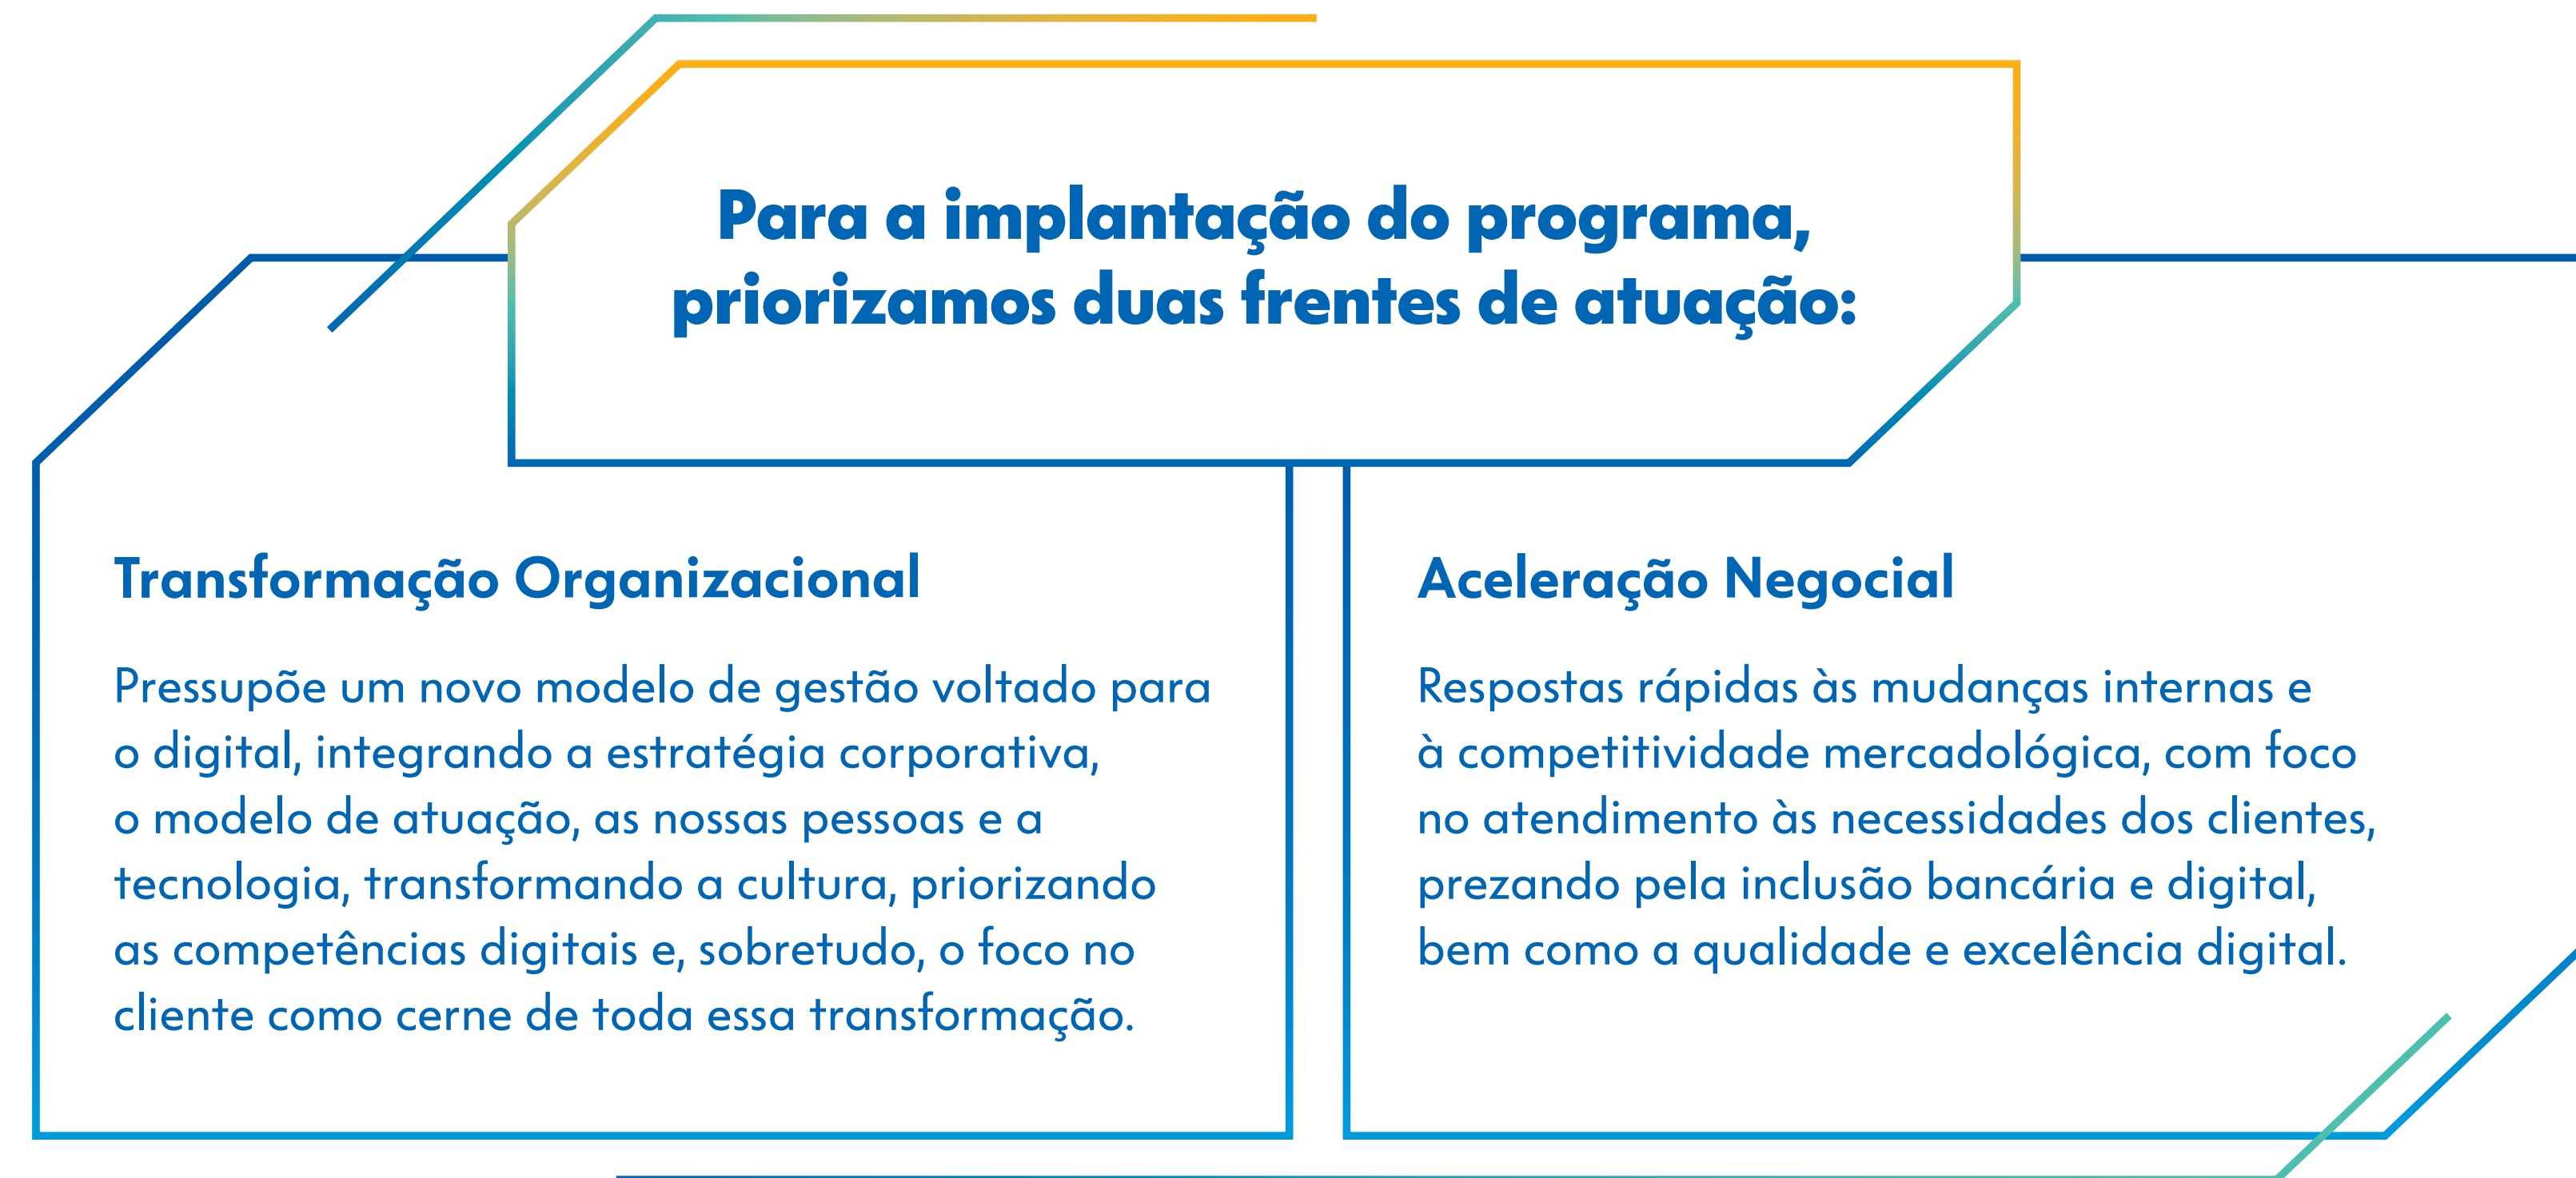 Para a implantação do programa,
priorizamos duas frentes de atuação:
Transformação Organizacional
Pressupõe um novo modelo de gestão voltado para
o digital, integrando a estratégia corporativa,
o modelo de atuação, as nossas pessoas e a
tecnologia, transformando a cultura, priorizando
as competências digitais e, sobretudo, o foco no
cliente como cerne de toda essa transformação.
Aceleração Negocial
Respostas rápidas às mudanças internas e
à competitividade mercadológica, com foco
no atendimento às necessidades dos clientes,
prezando pela inclusão bancária e digital,
bem como a qualidade e excelência digital.